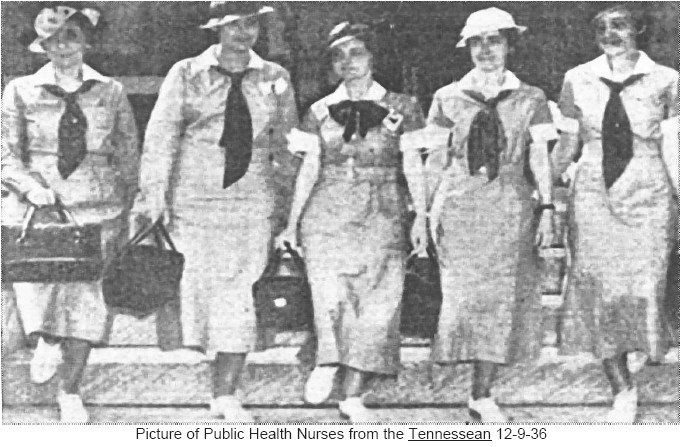 Picture of Public Health Nurses from the Tennessean 12-9-36